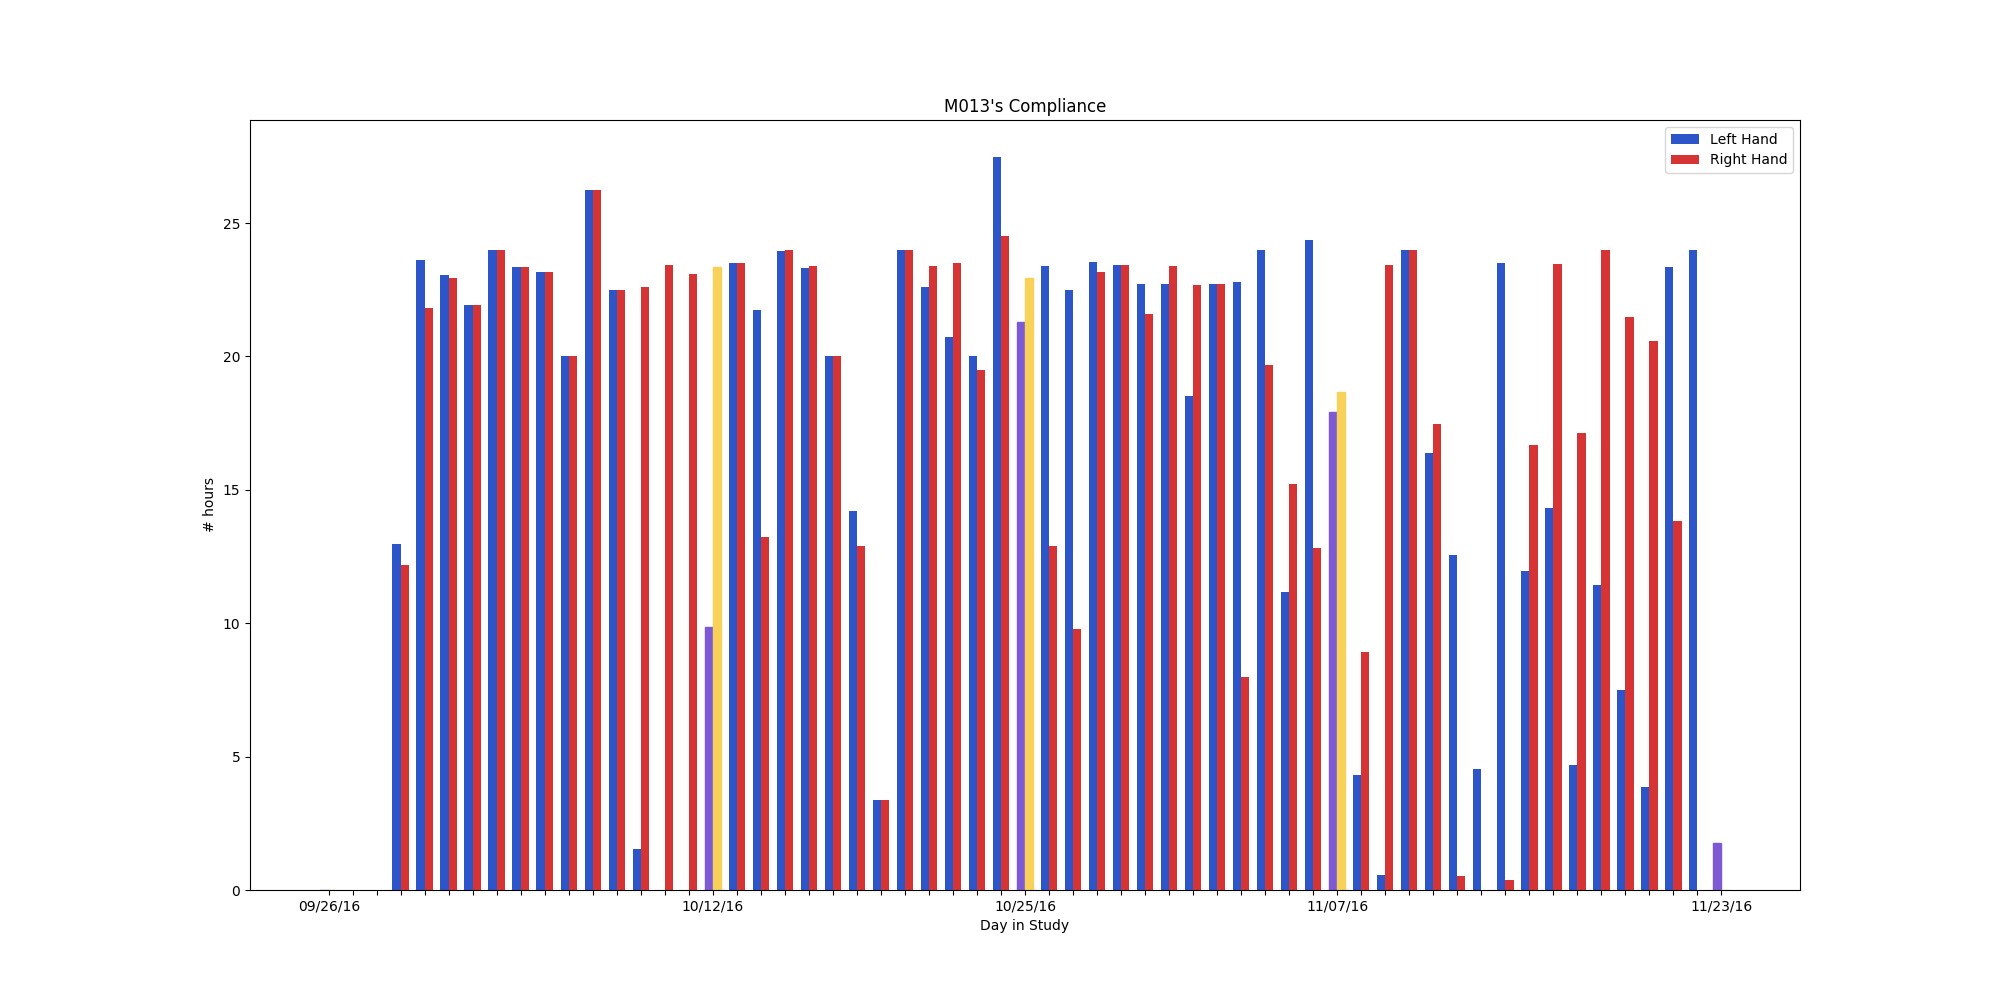 M013's Compliance
Left Hand
Right Hand
25
20
15
10
5
0
# hours
09/26/16 10/12/16 10/25/16 11/07/16 11/23/16
Day in Study